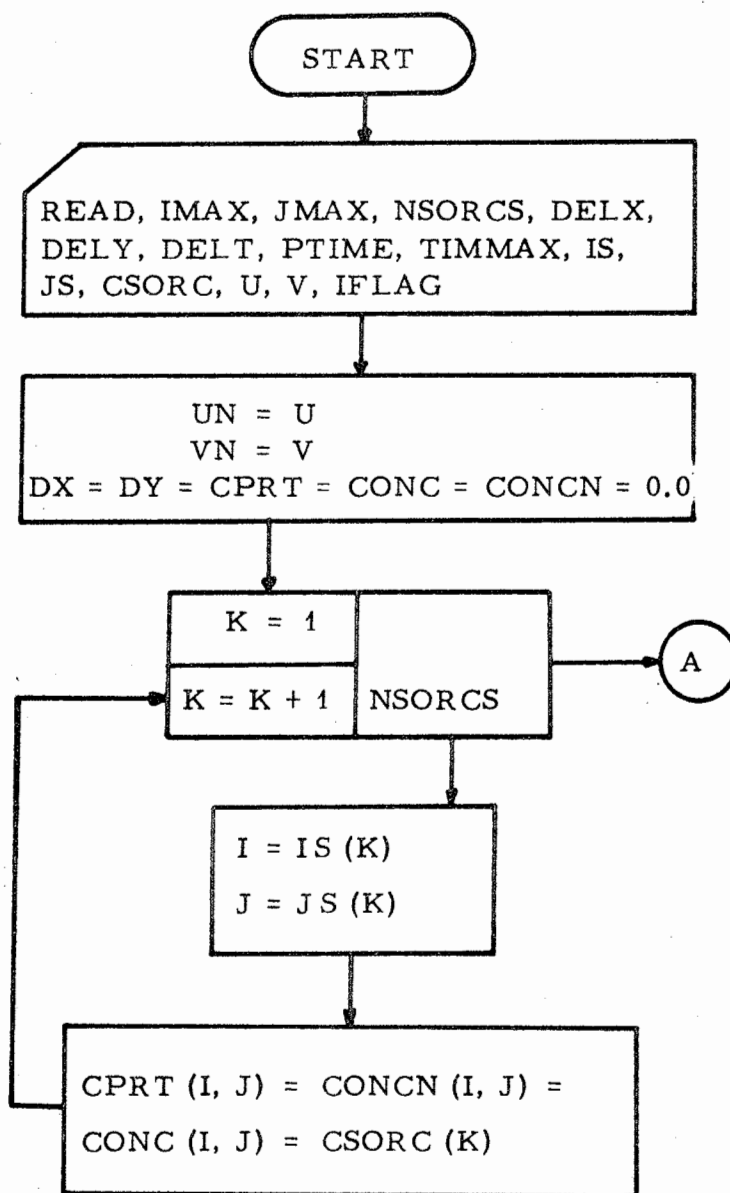 START
READ, IMAX, JMAX, NSORCS, DELX,
DELY, DELT, PTIME, TIMMAX, IS,
JS, CSORC, U, V, IFLAG
UN = U
VN = V
DX = DY = CPRT = CONC = CONCN = 0.0
K = 1
A
K = K + 1
NSORCS
I = IS (K)
J = JS (K)
CPRT (I, J) = CONCN (I, J) =
CONC (I, J) = CSORC (K)